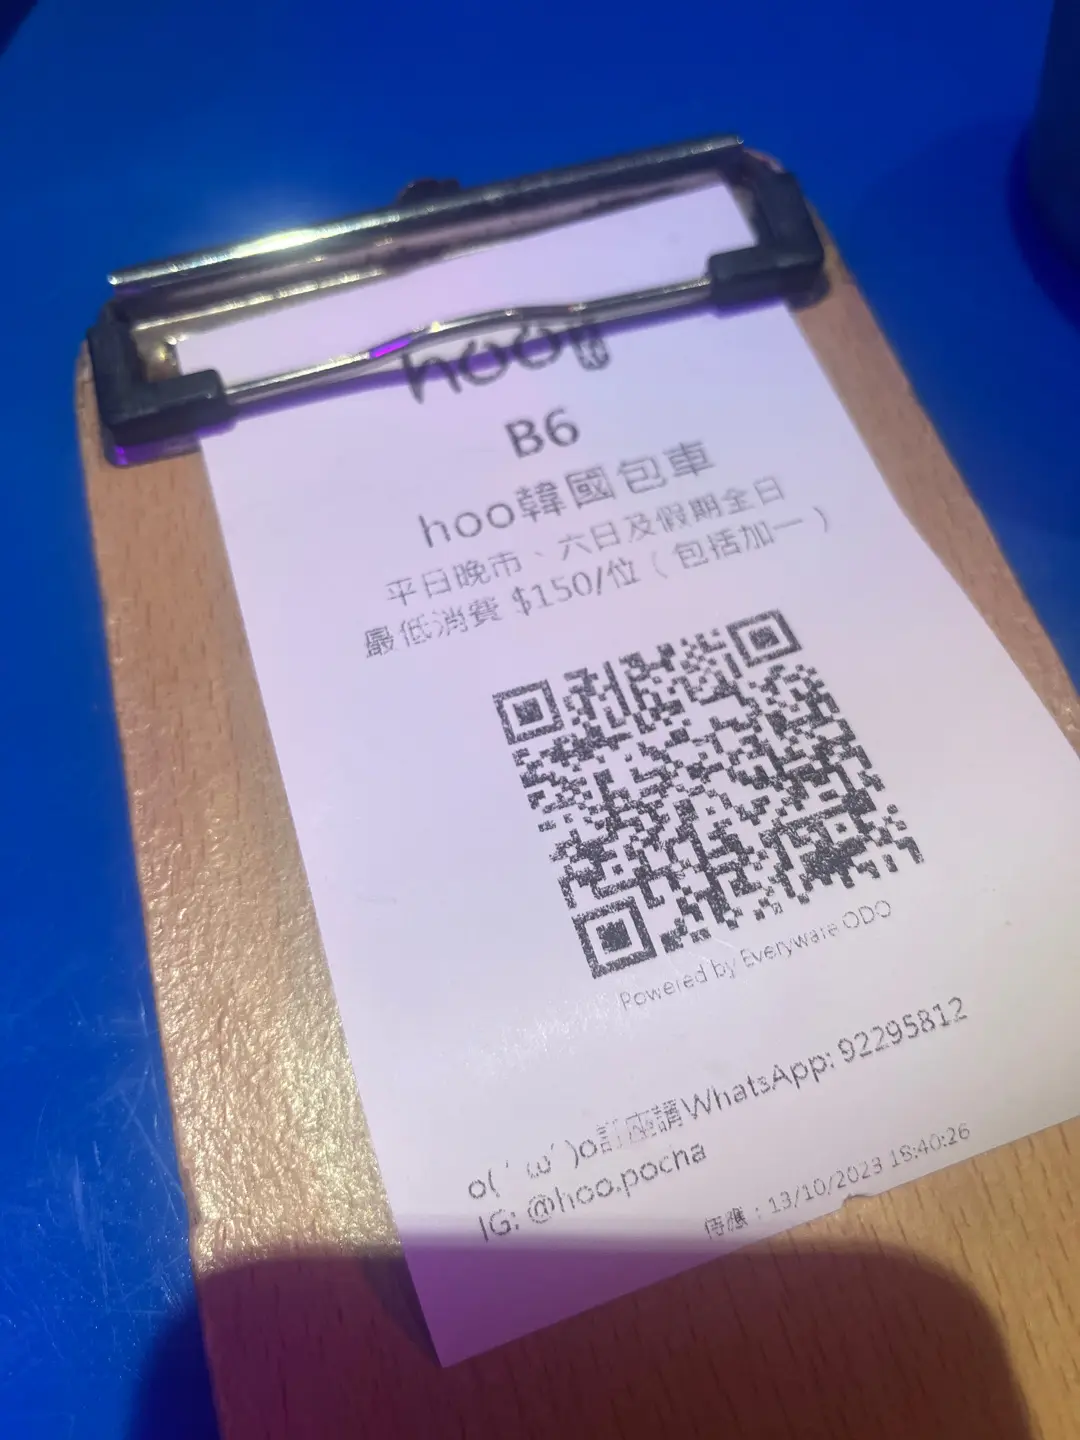 hoo
B6
hoo韓國包車
平日晚市、六日及假期全日
最低消費 $150/位（包括加一）
Powered by Everyware ODO
o( ´ ω ` )o訂座請WhatsApp: 92295812
IG: @hoo.pocha
13/10/2023 18:40:26